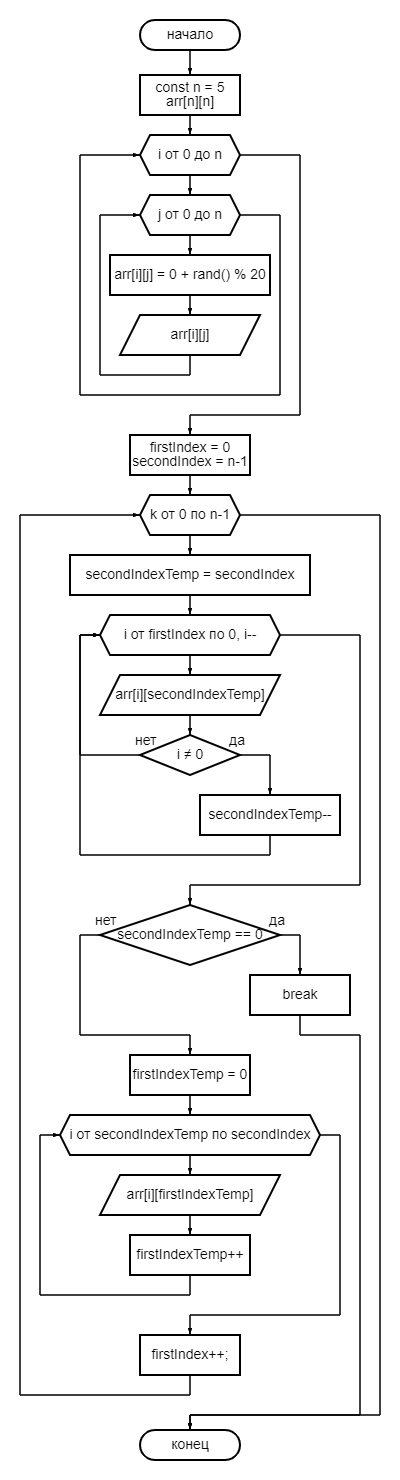 начало
const n = 5
arr[n][n]
i от 0 до n
j от 0 до n
arr[i][j] = 0 + rand() % 20
arr[i][j]
firstIndex = 0
secondIndex = n-1
k от 0 по n-1
secondIndexTemp = secondIndex
i от firstIndex по 0, i--
arr[i][secondIndexTemp]
нет
да
i ≠ 0
secondIndexTemp--
нет
да
secondIndexTemp == 0
break
firstIndexTemp = 0
i от secondIndexTemp по secondIndex
arr[i][firstIndexTemp]
firstIndexTemp++
firstIndex++;
конец